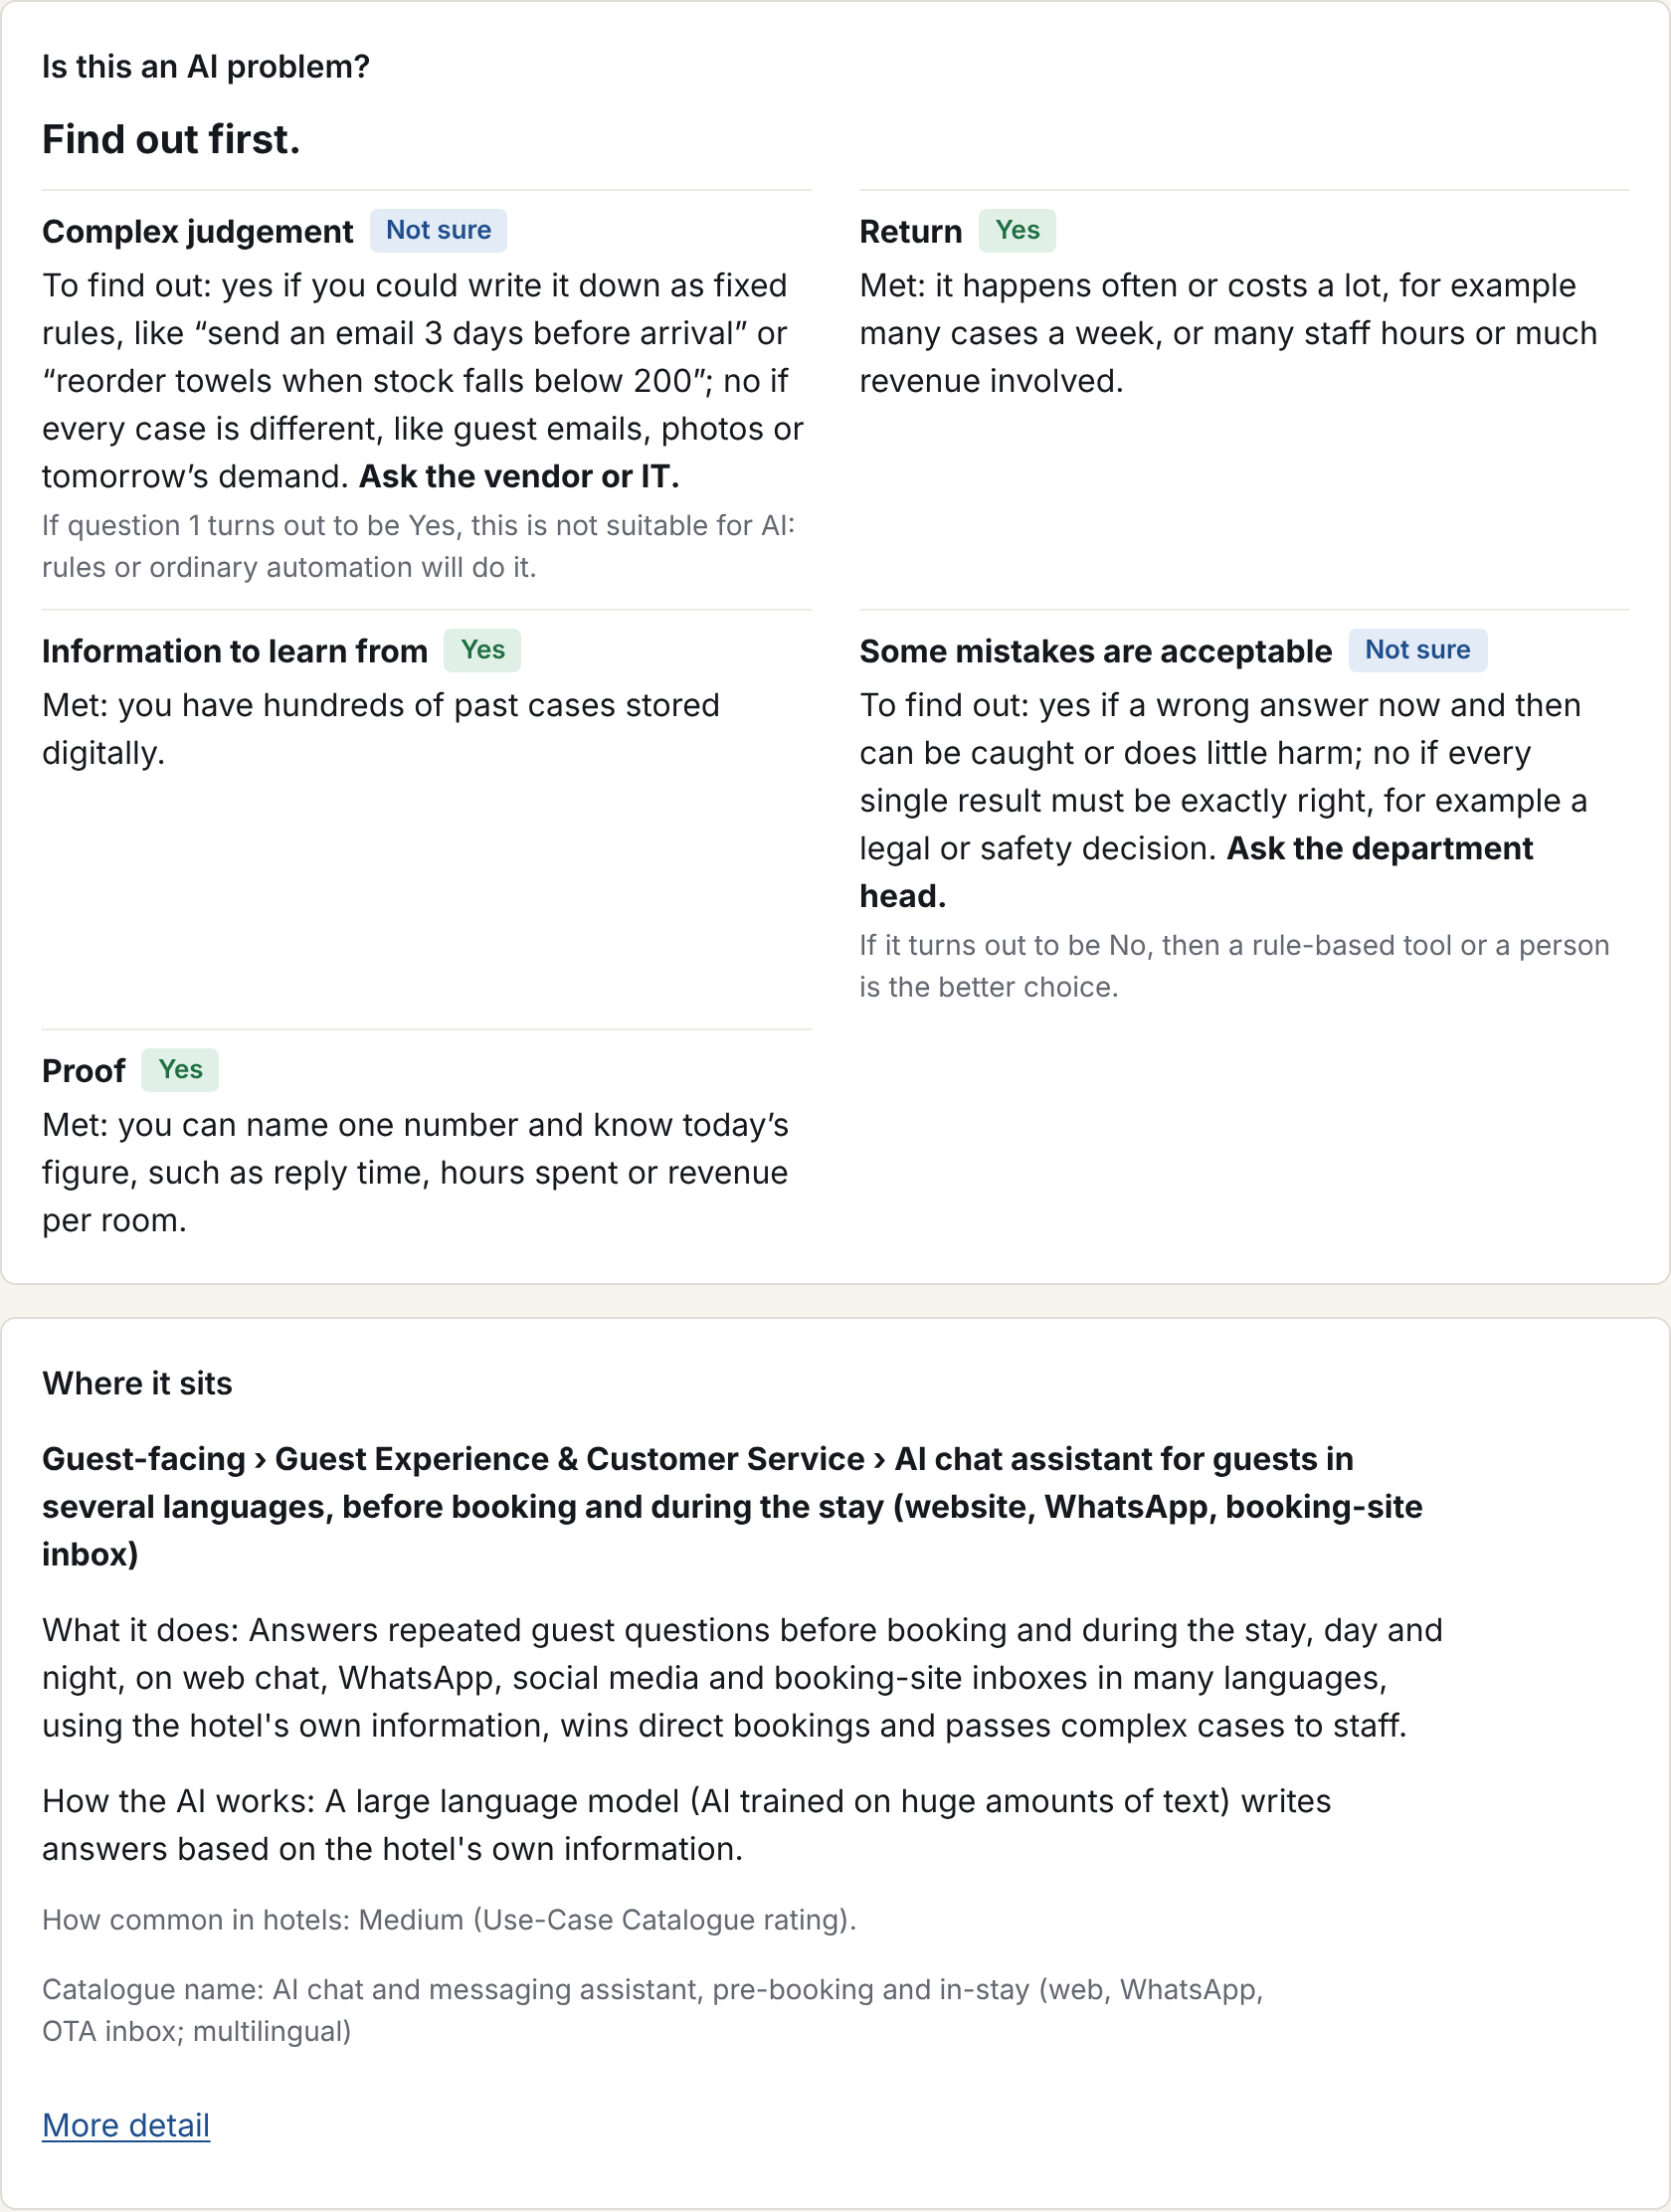 Is this an AI problem?
Find out first.
Complex judgement Not sure
To find out: yes if you could write it down as fixed
rules, like “send an email 3 days before arrival” or
“reorder towels when stock falls below 200”; no if
every case is different, like guest emails, photos or
tomorrow’s demand. Ask the vendor or IT.
If question 1 turns out to be Yes, this is not suitable for AI:
rules or ordinary automation will do it.
Return Yes
Met: it happens often or costs a lot, for example
many cases a week, or many staff hours or much
revenue involved.
Information to learn from Yes
Met: you have hundreds of past cases stored
digitally.
Some mistakes are acceptable Not sure
To find out: yes if a wrong answer now and then
can be caught or does little harm; no if every
single result must be exactly right, for example a
legal or safety decision. Ask the department
head.
If it turns out to be No, then a rule-based tool or a person
is the better choice.
Proof Yes
Met: you can name one number and know today’s
figure, such as reply time, hours spent or revenue
per room.
Where it sits
Guest-facing › Guest Experience & Customer Service › AI chat assistant for guests in
several languages, before booking and during the stay (website, WhatsApp, booking-site
inbox)
What it does: Answers repeated guest questions before booking and during the stay, day and
night, on web chat, WhatsApp, social media and booking-site inboxes in many languages,
using the hotel's own information, wins direct bookings and passes complex cases to staff.
How the AI works: A large language model (AI trained on huge amounts of text) writes
answers based on the hotel's own information.
How common in hotels: Medium (Use-Case Catalogue rating).
Catalogue name: AI chat and messaging assistant, pre-booking and in-stay (web, WhatsApp,
OTA inbox; multilingual)
More detail